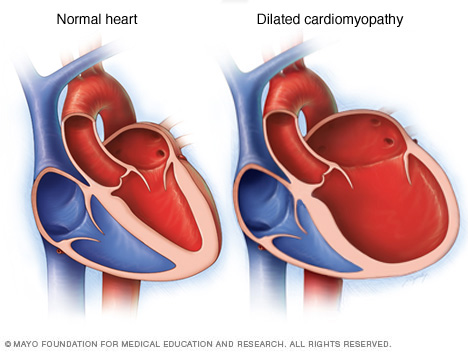 Normal heart
Dilated cardiomyopathy
© MAYO FOUNDATION FOR MEDICAL EDUCATION AND RESEARCH. ALL RIGHTS RESERVED.